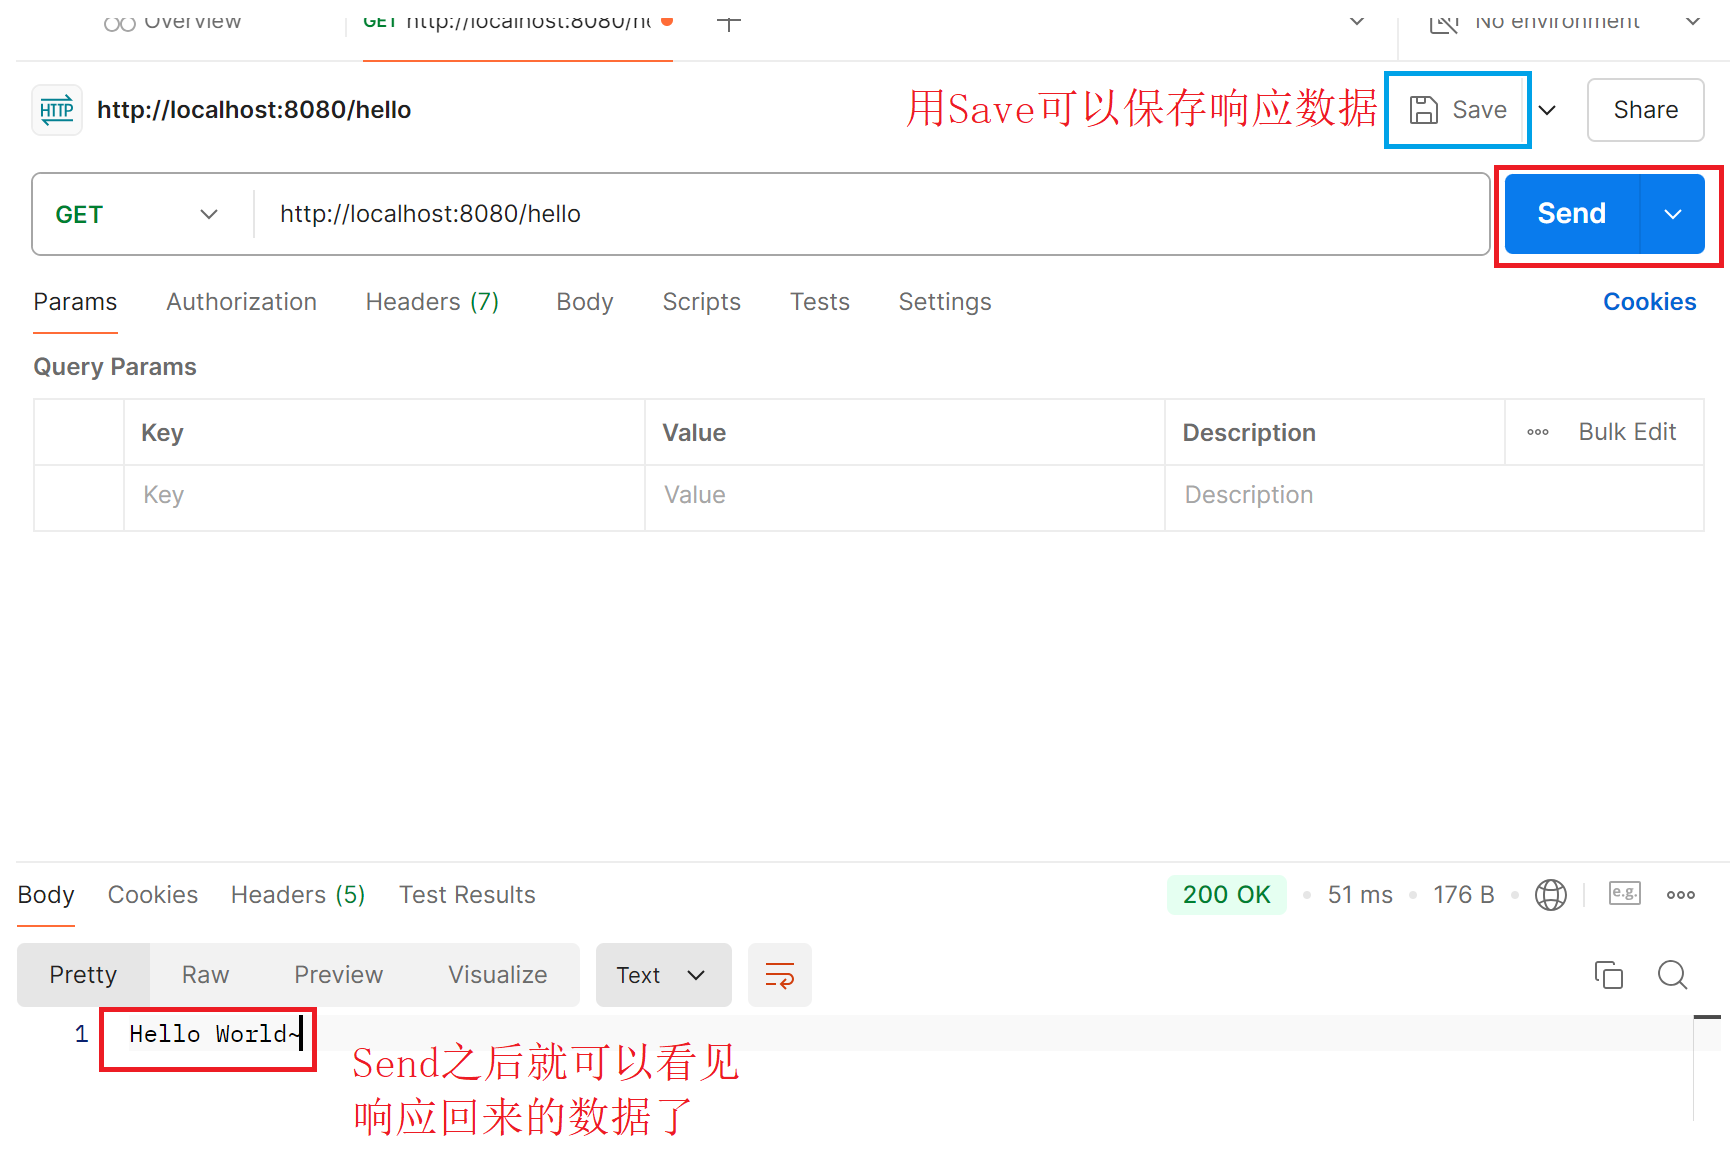 Overview
GET http://localhost:8080/h
No environment
HTTP http://localhost:8080/hello
用Save可以保存响应数据
Save
Share
GET http://localhost:8080/hello
Send
Params Authorization Headers (7) Body Scripts Tests Settings Cookies
Query Params
Key Value Description Bulk Edit
Key Value Description
Body Cookies Headers (5) Test Results 200 OK 51 ms 176 B e.g.
Pretty Raw Preview Visualize Text
1 Hello World~
Send之后就可以看见
响应回来的数据了